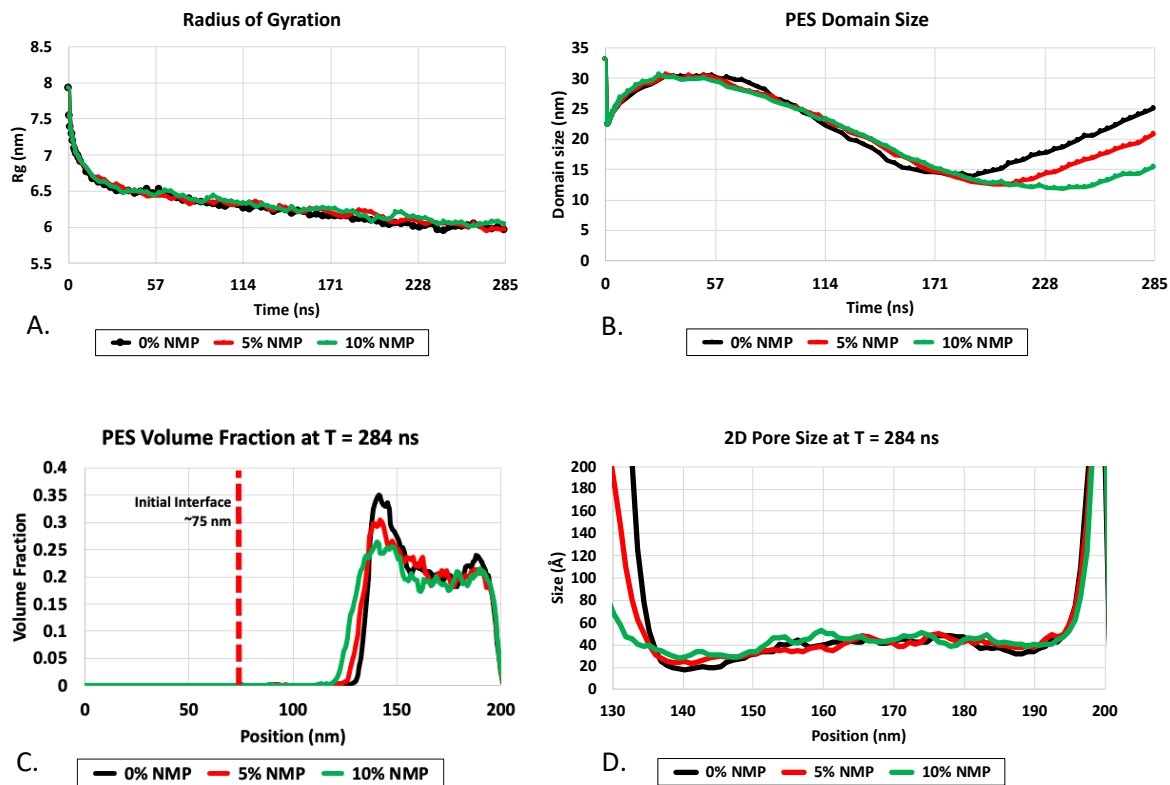 Radius of Gyration
8.5
8
7.5
7
6.5
6
5.5
Rg (nm)
0 57 114 171 228 285
Time (ns)
A.
0% NMP 5% NMP 10% NMP
PES Domain Size
35
30
25
20
15
10
5
0
Domain size (nm)
0 57 114 171 228 285
Time (ns)
B.
0% NMP 5% NMP 10% NMP
PES Volume Fraction at T = 284 ns
0.4
0.35
0.3
0.25
0.2
0.15
0.1
0.05
0
Volume Fraction
Initial Interface
~75 nm
0 50 100 150 200
Position (nm)
C.
0% NMP 5% NMP 10% NMP
2D Pore Size at T = 284 ns
200
180
160
140
120
100
80
60
40
20
0
Size (Å)
130 140 150 160 170 180 190 200
Position (nm)
D.
0% NMP 5% NMP 10% NMP